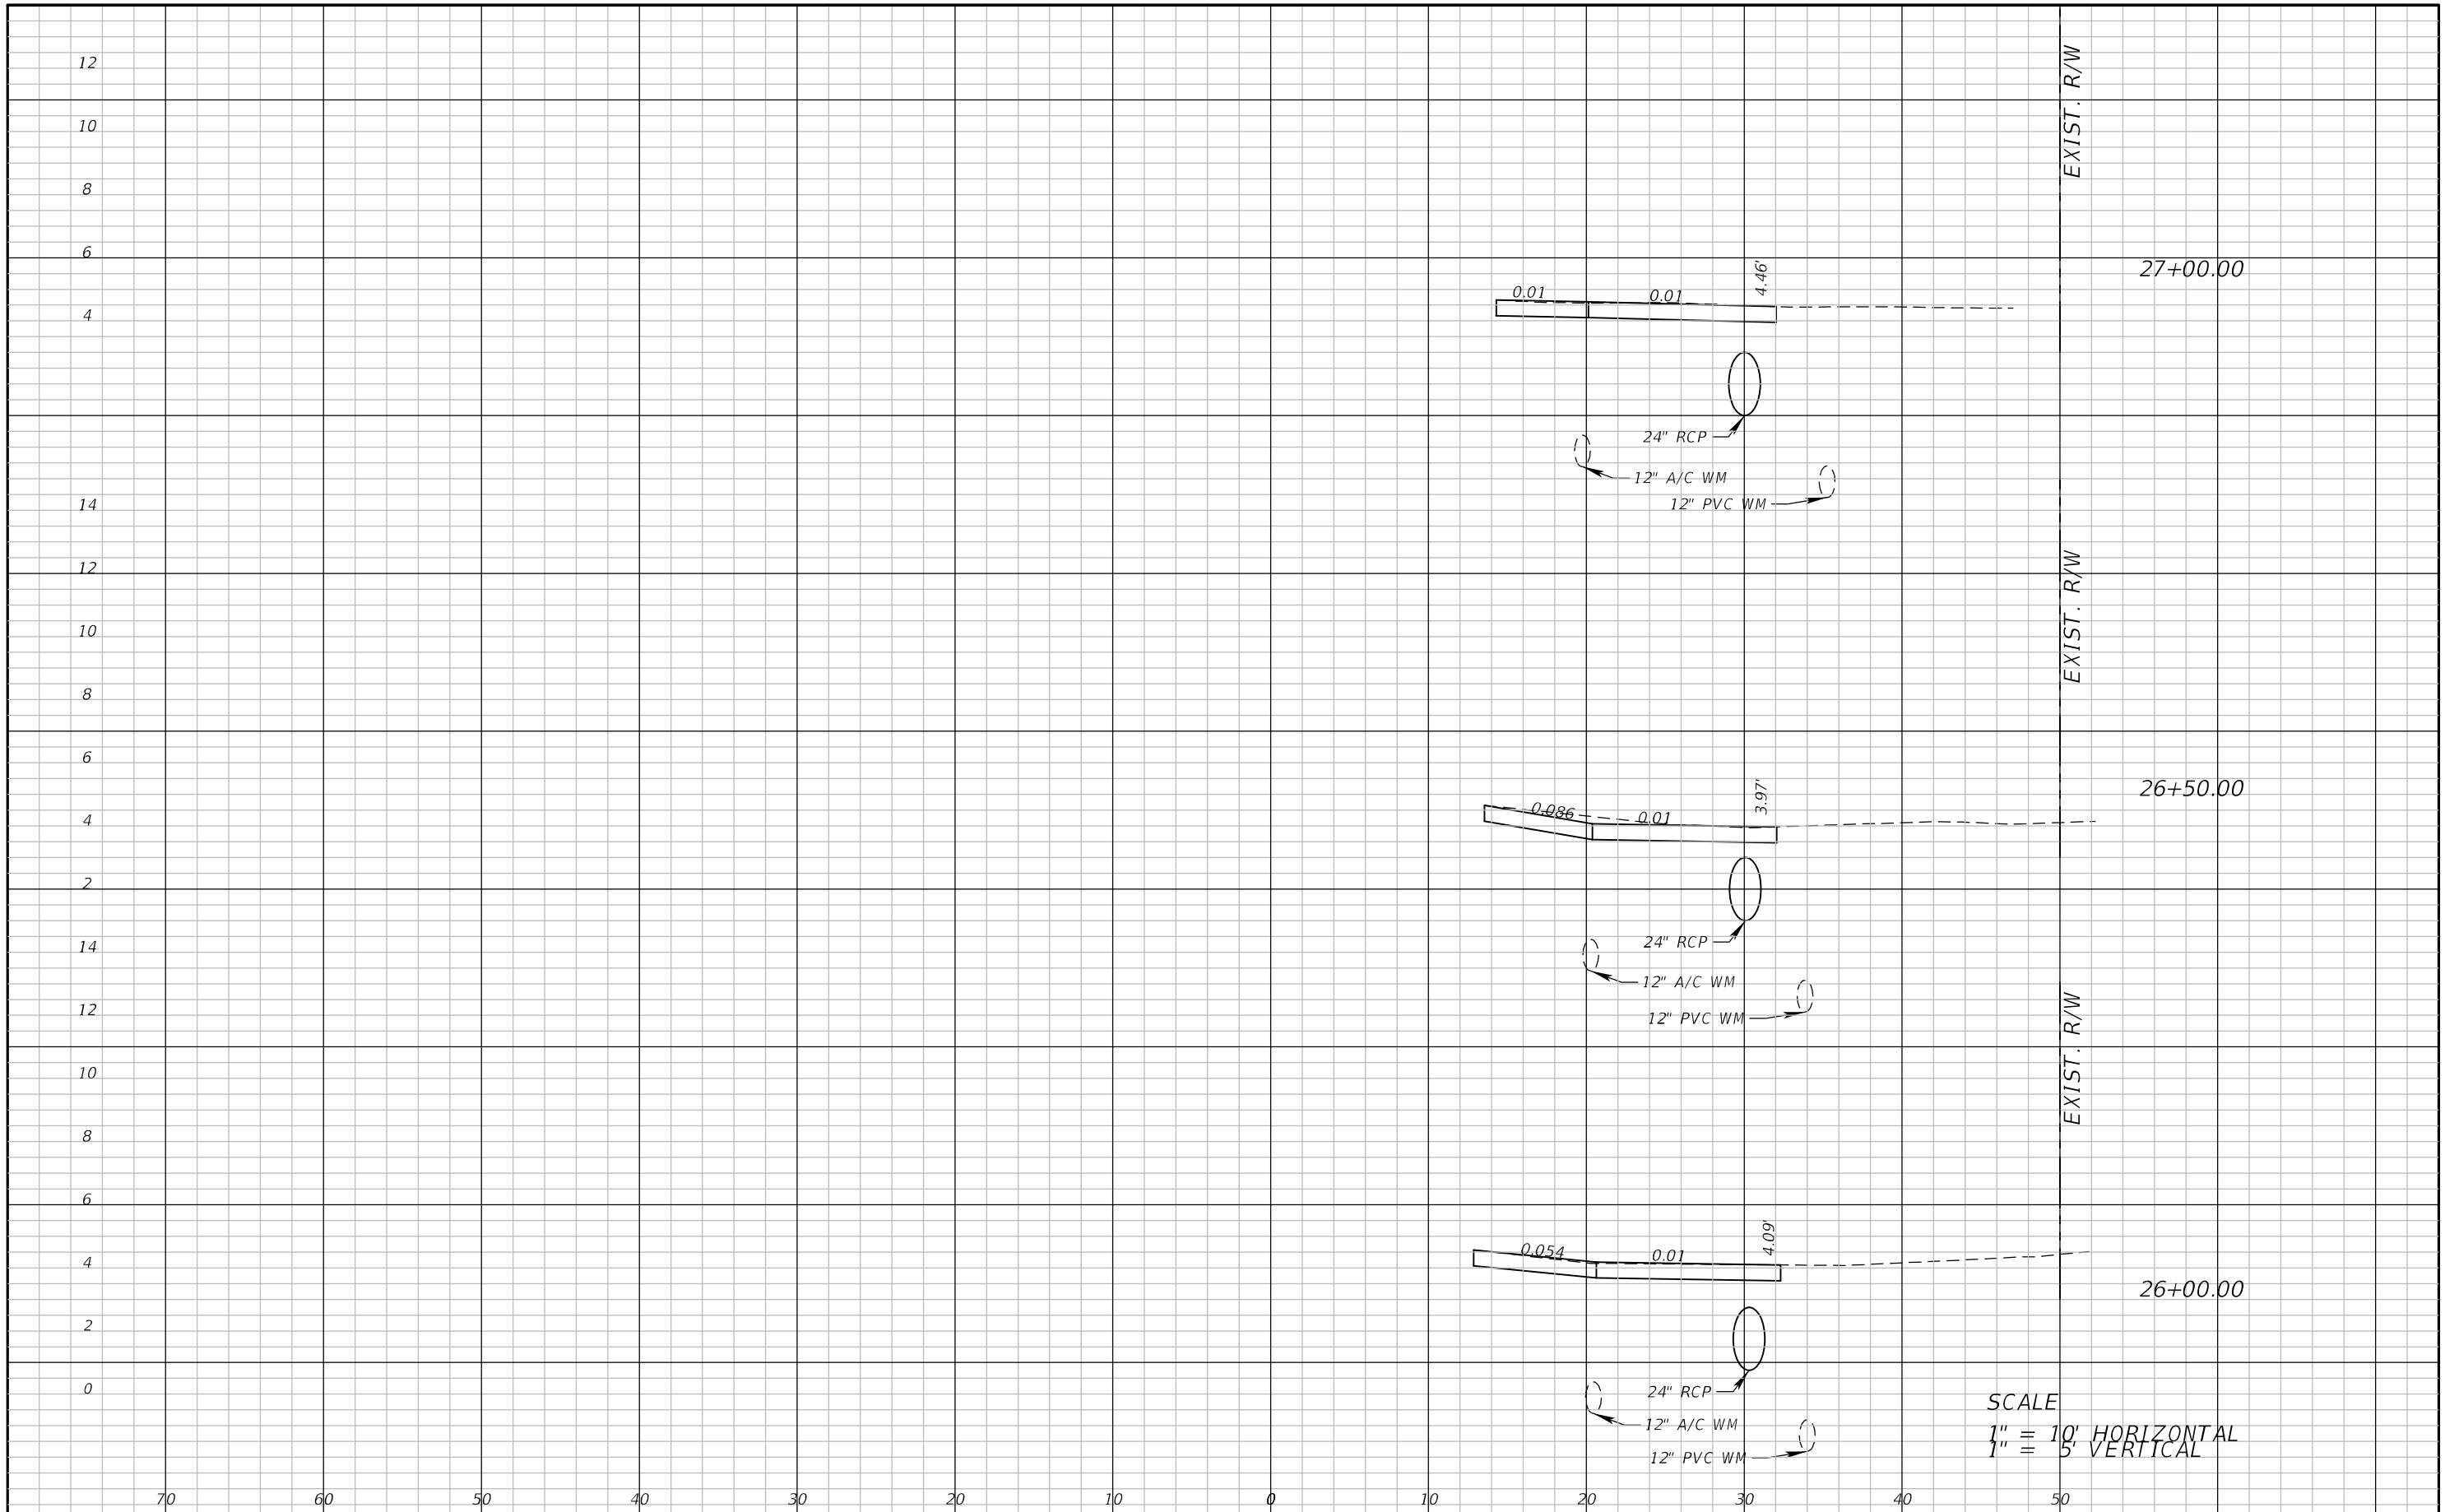 12
EXIST. R/W
10
8
6
4.46'
27+00.00
0.01
0.01
4
24" RCP
12" A/C WM
12" PVC WM
14
12
EXIST. R/W
10
8
6
3.97'
26+50.00
0.086
0.01
4
2
24" RCP
14
12" A/C WM
12
12" PVC WM
EXIST. R/W
10
8
6
4.09'
0.054
0.01
4
26+00.00
2
0
24" RCP
SCALE
12" A/C WM
1" = 10' HORIZONTAL
1" = 5' VERTICAL
12" PVC WM
70 60 50 40 30 20 10 0 10 20 30 40 50